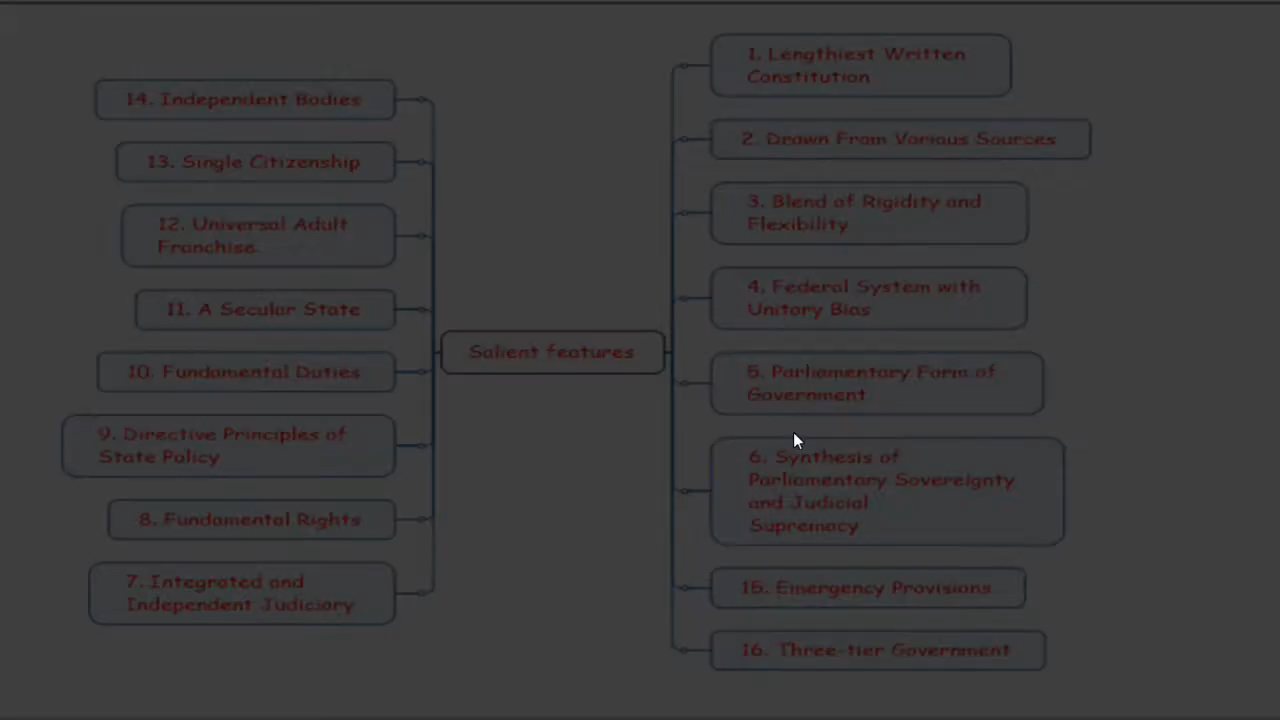 14. Independent Bodies
13. Single Citizenship
12. Universal Adult
Franchise.
11. A Secular State
10. Fundamental Duties
9. Directive Principles of
State Policy
8. Fundamental Rights
7. Integrated and
Independent Judiciary
Salient features
1. Lengthiest Written
Constitution
2. Drawn From Various Sources
3. Blend of Rigidity and
Flexibility
4. Federal System with
Unitary Bias
5. Parliamentary Form of
Government
6. Synthesis of
Parliamentary Sovereignty
and Judicial
Supremacy
15. Emergency Provisions
16. Three-tier Government